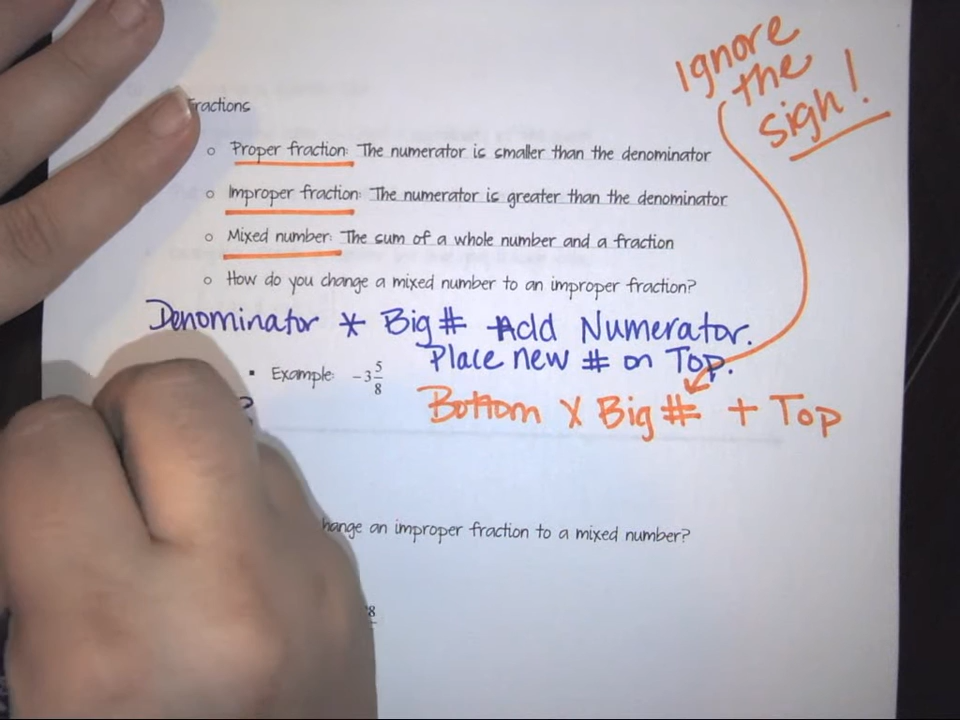 Fractions
Ignore
the
sigh!
Proper fraction: The numerator is smaller than the denominator
Improper fraction: The numerator is greater than the denominator
Mixed number: The sum of a whole number and a fraction
How do you change a mixed number to an improper fraction?
Denominator * Big # Add Numerator.
Place new # on Top.
Example: -3 5/8
Bottom X Big # + Top
hange an improper fraction to a mixed number?
8